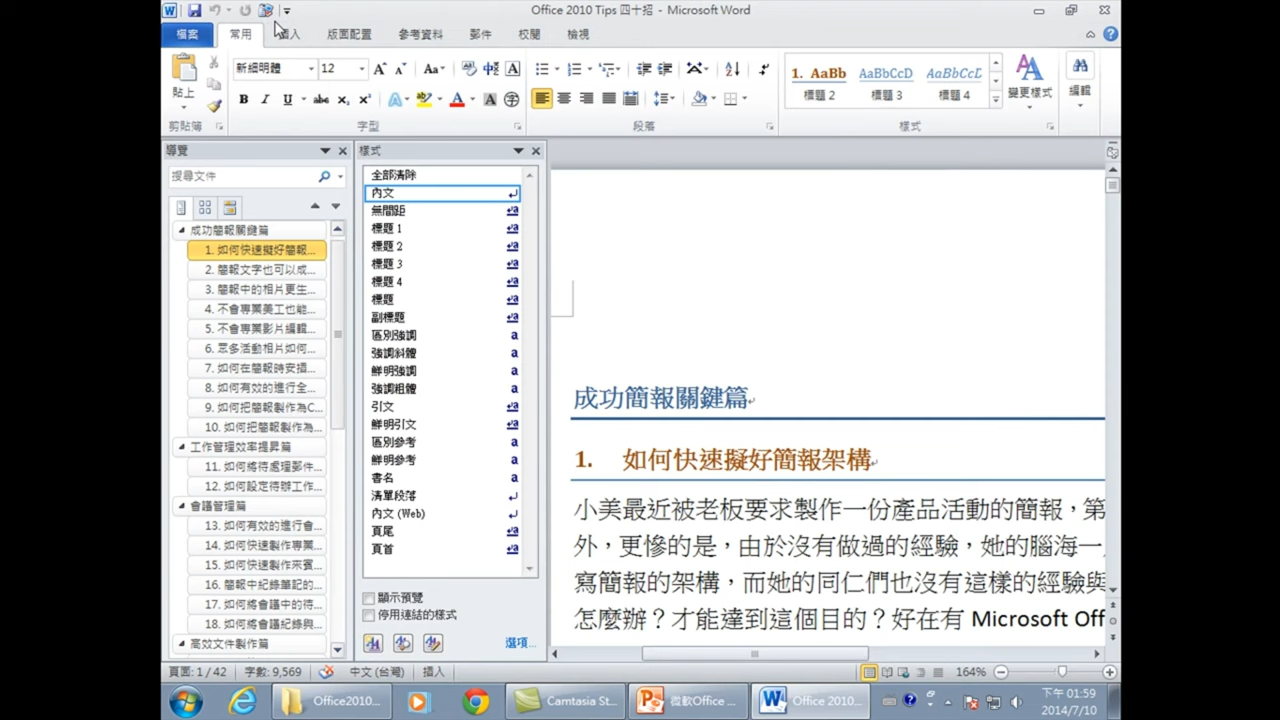 Office 2010 Tips 四十招 - Microsoft Word
檔案 常用 插入 版面配置 參考資料 郵件 校閱 檢視
貼上
剪貼簿
新細明體 12
字型
段落
1. AaBb AaBbCcD AaBbCcD
標題 2 標題 3 標題 4
變更樣式
樣式
編輯
導覽
搜尋文件
成功簡報關鍵篇
1. 如何快速擬好簡報...
2. 簡報文字也可以成...
3. 簡報中的相片更生...
4. 不會專業美工也能...
5. 不會專業影片編輯...
6. 眾多活動相片如何...
7. 如何在簡報時安插...
8. 如何有效的進行全...
9. 如何把簡報製作為C...
10. 如何把簡報製作為...
工作管理效率提昇篇
11. 如何將待處理郵件...
12. 如何設定待辦工作...
會議管理篇
13. 如何有效的進行會...
14. 如何快速製作專業...
15. 如何快速製作來賓...
16. 簡報中紀錄筆記的...
17. 如何將會議中的待...
18. 如何將會議紀錄與...
高效文件製作篇
樣式
全部清除
內文
無間距
標題 1
標題 2
標題 3
標題 4
標題
副標題
區別強調
強調斜體
鮮明強調
強調粗體
引文
鮮明引文
區別參考
鮮明參考
書名
清單段落
內文 (Web)
頁尾
頁首
顯示預覽
停用連結的樣式
選項...
成功簡報關鍵篇
1. 如何快速擬好簡報架構
小美最近被老板要求製作一份產品活動的簡報，第
外，更慘的是，由於沒有做過的經驗，她的腦海一
寫簡報的架構，而她的同仁們也沒有這樣的經驗與
怎麼辦？才能達到這個目的？好在有 Microsoft Off
頁面: 1 / 42 字數: 9,569 中文 (台灣) 插入 164%
Office2010... Camtasia St... 微軟Office ... Office 2010...
下午 01:59
2014/7/10